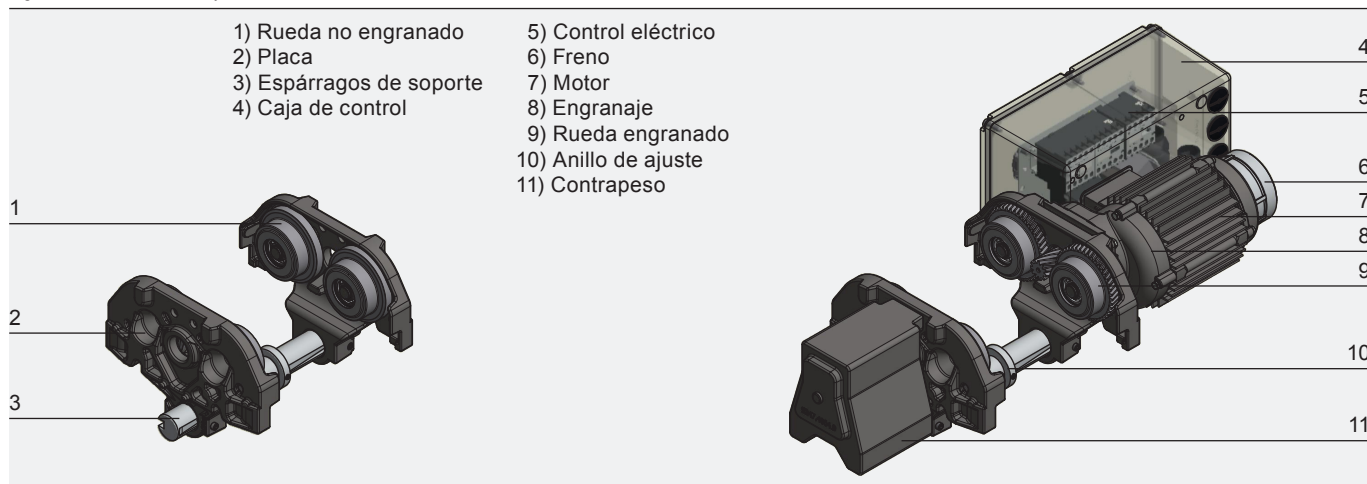 1) Rueda no engranado
2) Placa
3) Espárragos de soporte
4) Caja de control
5) Control eléctrico
6) Freno
7) Motor
8) Engranaje
9) Rueda engranado
10) Anillo de ajuste
11) Contrapeso
1
2
3
4
5
6
7
8
9
10
11